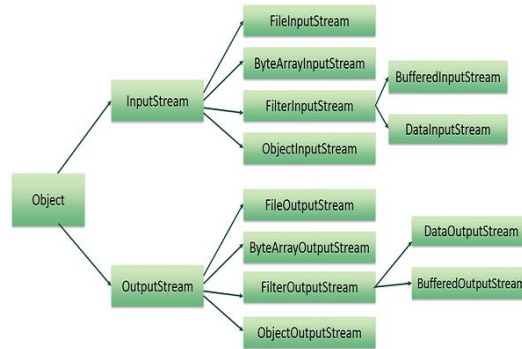 FileInputStream
ByteArrayInputStream
BufferedInputStream
InputStream
FilterInputStream
DataInputStream
ObjectInputStream
Object
FileOutputStream
DataOutputStream
ByteArrayOutputStream
OutputStream
FilterOutputStream
BufferedOutputStream
ObjectOutputStream